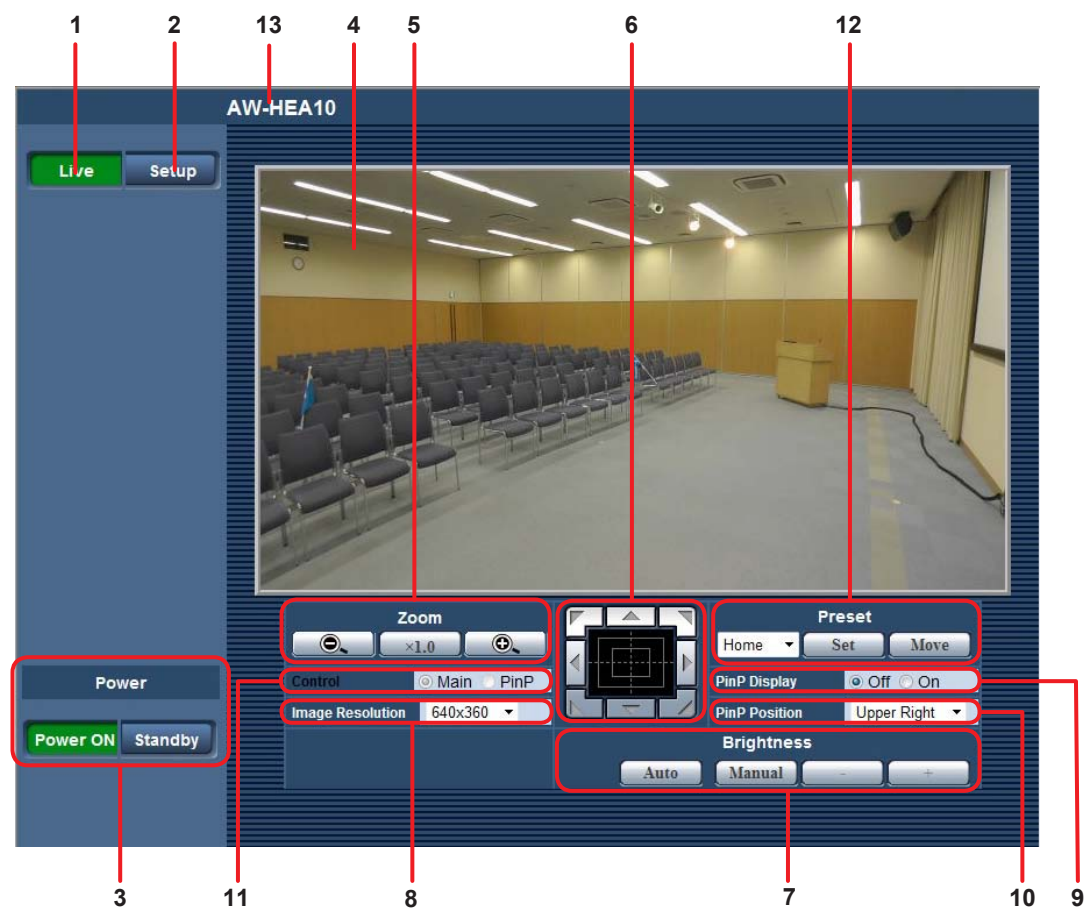 1 2 13 4 5 6 12
AW-HEA10
Live Setup
Zoom
×1.0
Preset
Home Set Move
Control Main PinP
PinP Display Off On
Image Resolution 640x360
PinP Position Upper Right
Power
Power ON Standby
Brightness
Auto Manual - +
3 11 8 7 10 9